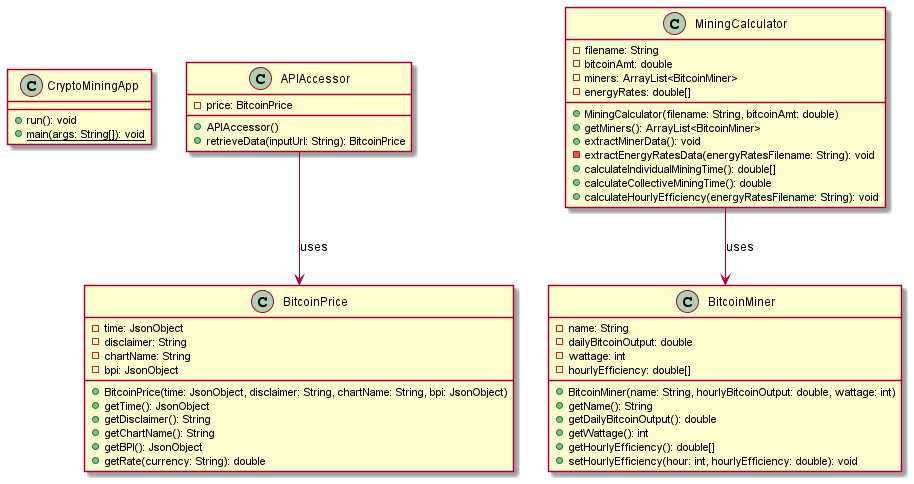 C CryptoMiningApp
run(): void
main(args: String[]): void
C APIAccessor
price: BitcoinPrice
APIAccessor()
retrieveData(inputUrl: String): BitcoinPrice
C MiningCalculator
filename: String
bitcoinAmt: double
miners: ArrayList<BitcoinMiner>
energyRates: double[]
MiningCalculator(filename: String, bitcoinAmt: double)
getMiners(): ArrayList<BitcoinMiner>
extractMinerData(): void
extractEnergyRatesData(energyRatesFilename: String): void
calculateIndividualMiningTime(): double[]
calculateCollectiveMiningTime(): double
calculateHourlyEfficiency(energyRatesFilename: String): void
uses
uses
C BitcoinPrice
time: JsonObject
disclaimer: String
chartName: String
bpi: JsonObject
BitcoinPrice(time: JsonObject, disclaimer: String, chartName: String, bpi: JsonObject)
getTime(): JsonObject
getDisclaimer(): String
getChartName(): String
getBPI(): JsonObject
getRate(currency: String): double
C BitcoinMiner
name: String
dailyBitcoinOutput: double
wattage: int
hourlyEfficiency: double[]
BitcoinMiner(name: String, hourlyBitcoinOutput: double, wattage: int)
getName(): String
getDailyBitcoinOutput(): double
getWattage(): int
getHourlyEfficiency(): double[]
setHourlyEfficiency(hour: int, hourlyEfficiency: double): void